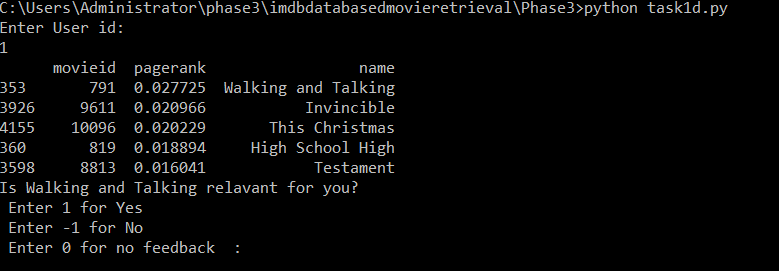 C:\Users\Administrator\phase3\imdbdatabasedmovieretrieval\Phase3>python task1d.py
Enter User id:
1
movieid pagerank name
353 791 0.027725 Walking and Talking
3926 9611 0.020966 Invincible
4155 10096 0.020229 This Christmas
360 819 0.018894 High School High
3598 8813 0.016041 Testament
Is Walking and Talking relavant for you?
Enter 1 for Yes
Enter -1 for No
Enter 0 for no feedback :